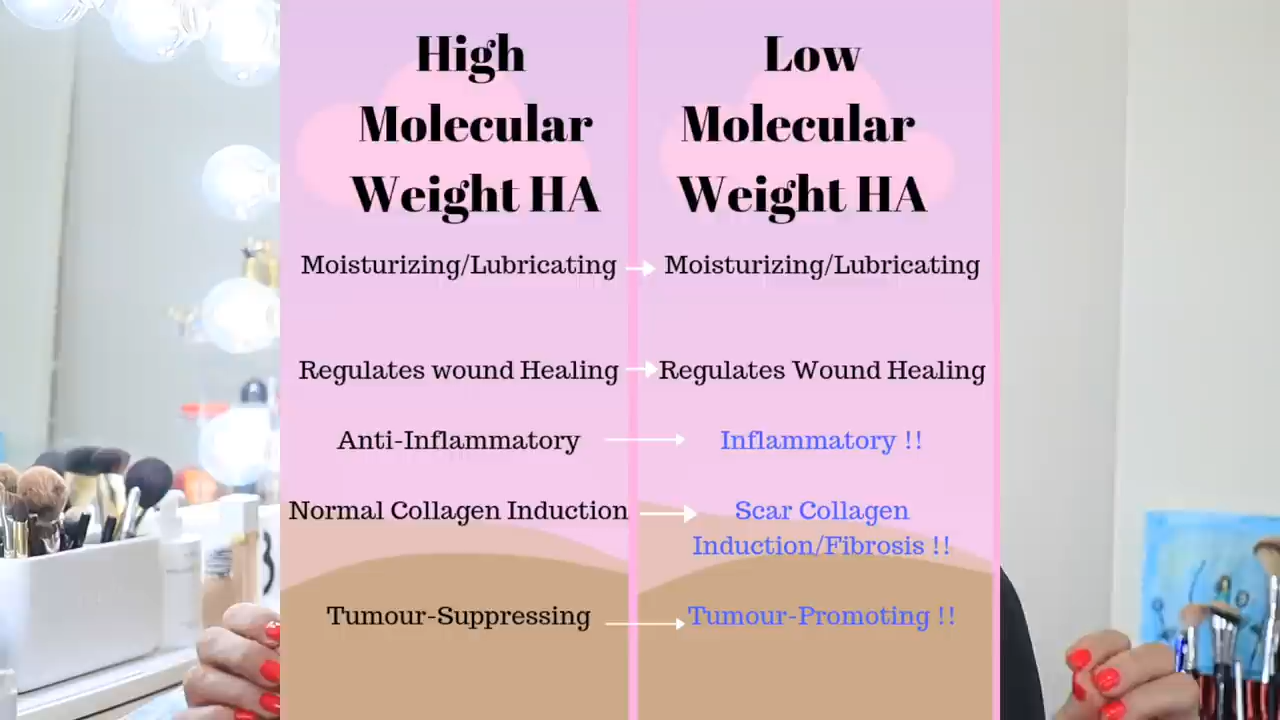 High
Molecular
Weight HA
Moisturizing/Lubricating
Regulates wound Healing
Anti-Inflammatory
Normal Collagen Induction
Tumour-Suppressing
Low
Molecular
Weight HA
Moisturizing/Lubricating
Regulates Wound Healing
Inflammatory !!
Scar Collagen
Induction/Fibrosis !!
Tumour-Promoting !!